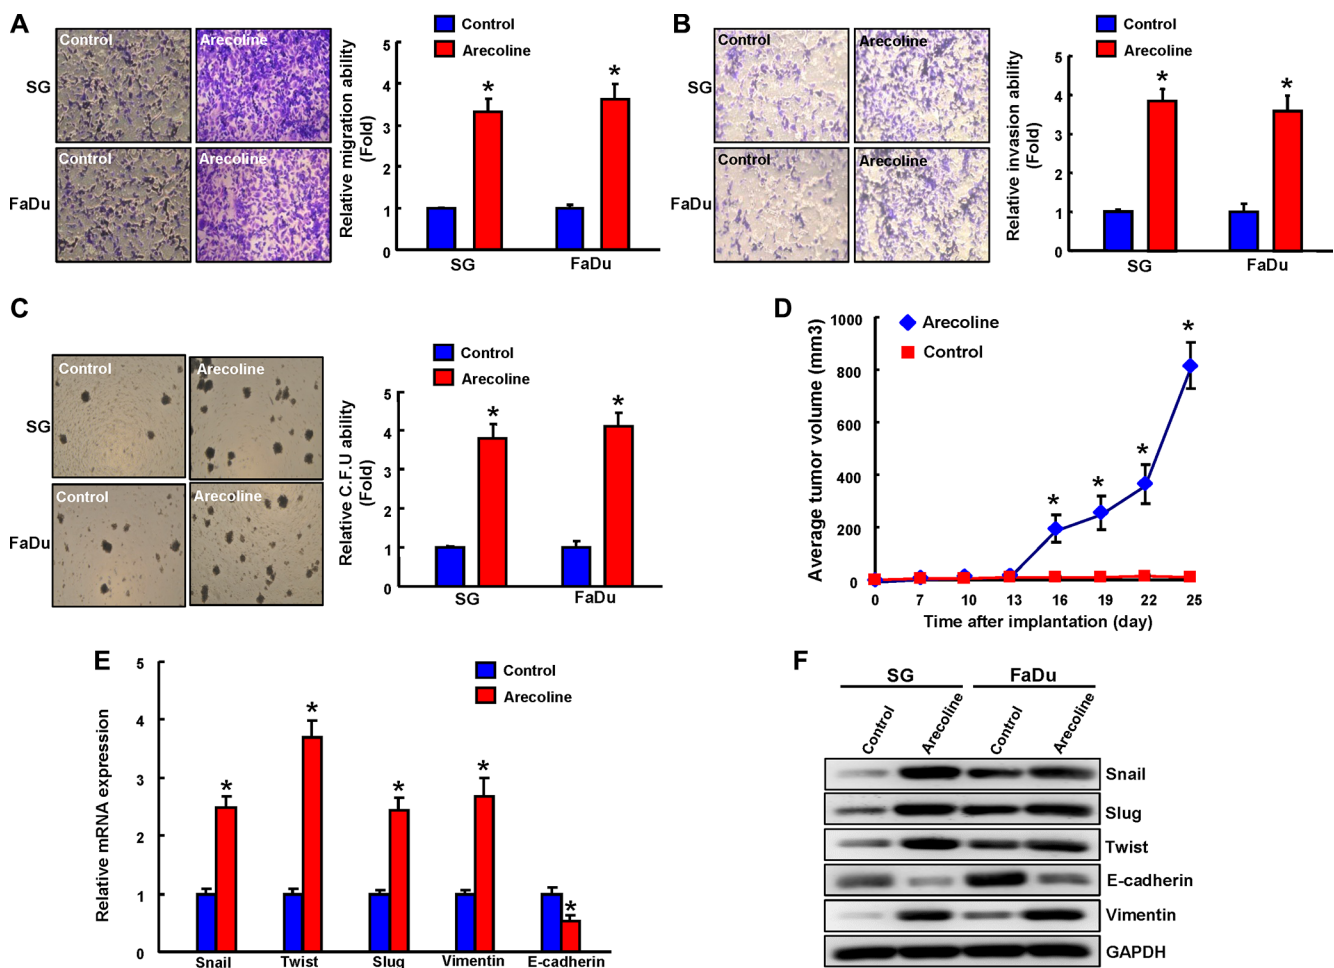 A
Control
Arecoline
SG
Control
Arecoline
FaDu
Control
Arecoline
Relative migration ability
(Fold)
5
4
3
2
1
0
*
*
SG
FaDu
B
Control
Arecoline
SG
Control
Arecoline
FaDu
Control
Arecoline
Relative invasion ability
(Fold)
5
4
3
2
1
0
*
*
SG
FaDu
C
Control
Arecoline
SG
Control
Arecoline
FaDu
Control
Arecoline
Relative C.F.U ability
(Fold)
5
4
3
2
1
0
*
*
SG
FaDu
D
Arecoline
Control
Average tumor volume (mm3)
1000
800
600
400
200
0
*
*
*
*
0 7 10 13 16 19 22 25
Time after implantation (day)
E
Control
Arecoline
Relative mRNA expression
5
4
3
2
1
0
*
*
*
*
*
Snail Twist Slug Vimentin E-cadherin
F
SG FaDu
Control Arecoline Control Arecoline
Snail
Slug
Twist
E-cadherin
Vimentin
GAPDH